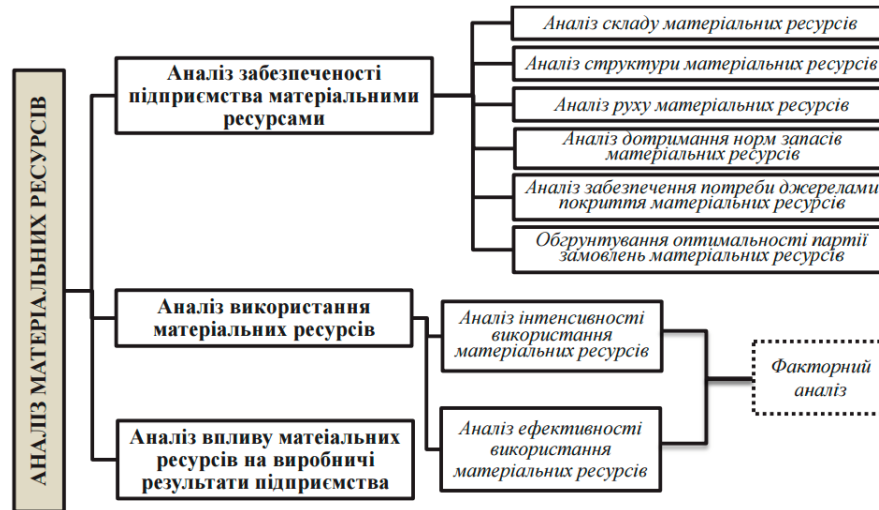 АНАЛІЗ МАТЕРІАЛЬНИХ РЕСУРСІВ
Аналіз забезпеченості
підприємства матеріальними
ресурсами
Аналіз складу матеріальних ресурсів
Аналіз структури матеріальних ресурсів
Аналіз руху матеріальних ресурсів
Аналіз дотримання норм запасів
матеріальних ресурсів
Аналіз забезпечення потреби джерелами
покриття матеріальних ресурсів
Обгрунтування оптимальності партії
замовлень матеріальних ресурсів
Аналіз використання
матеріальних ресурсів
Аналіз інтенсивності
використання
матеріальних ресурсів
Аналіз ефективності
використання
матеріальних ресурсів
Факторний
аналіз
Аналіз впливу матеіальних
ресурсів на виробничі
результати підприємства